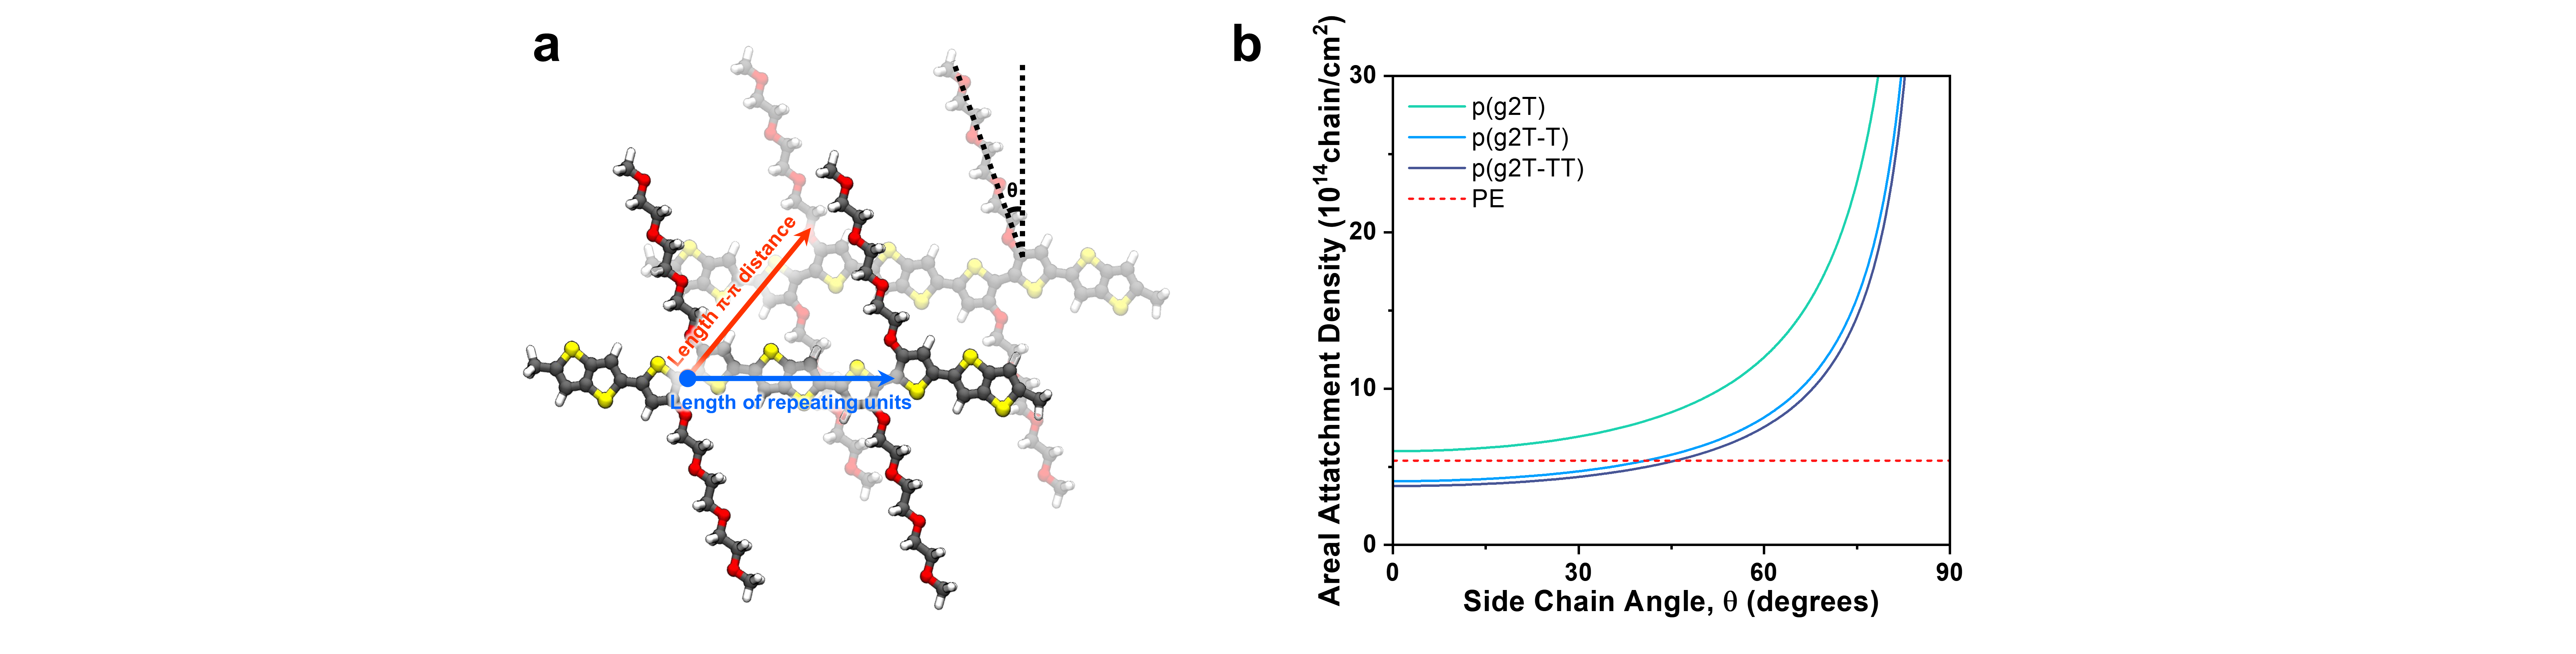 a
θ
Length π-π distance
Length of repeating units
b
Areal Attatchment Density (10¹⁴chain/cm²)
30
20
10
0
p(g2T)
p(g2T-T)
p(g2T-TT)
PE
0
30
60
90
Side Chain Angle, θ (degrees)